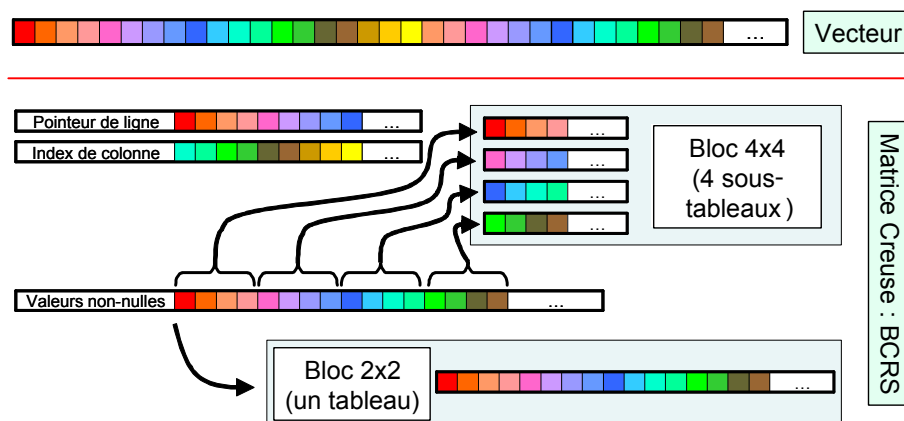 ...
Vecteur
Pointeur de ligne
...
Index de colonne
...
...
...
...
...
Bloc 4x4
(4 sous-
tableaux )
Matrice Creuse : BCRS
Valeurs non-nulles
...
Bloc 2x2
(un tableau)
...